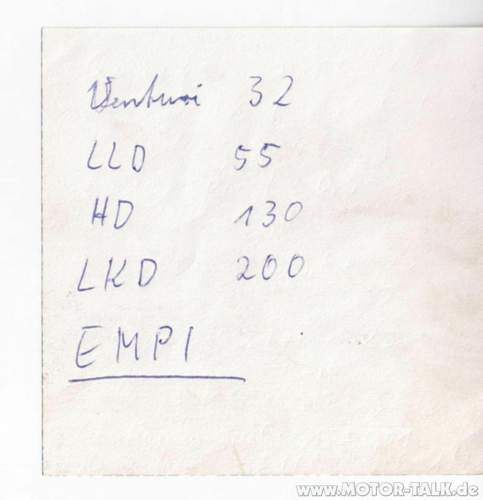 Venturi 32
LLD 55
HD 130
LKD 200
EMPI
www.MOTOR-TALK.de